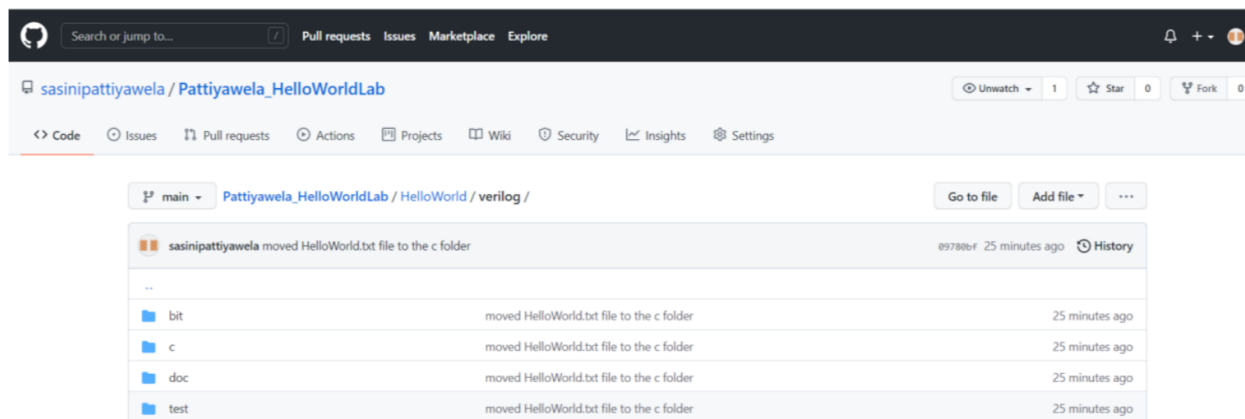 Search or jump to... / Pull requests Issues Marketplace Explore
sasinipattiyawela / Pattiyawela_HelloWorldLab Unwatch 1 Star 0 Fork 0
Code Issues Pull requests Actions Projects Wiki Security Insights Settings
main Pattiyawela_HelloWorldLab / HelloWorld / verilog / Go to file Add file ...
sasinipattiyawela moved HelloWorld.txt file to the c folder 09780bf 25 minutes ago History
..
bit moved HelloWorld.txt file to the c folder 25 minutes ago
c moved HelloWorld.txt file to the c folder 25 minutes ago
doc moved HelloWorld.txt file to the c folder 25 minutes ago
test moved HelloWorld.txt file to the c folder 25 minutes ago